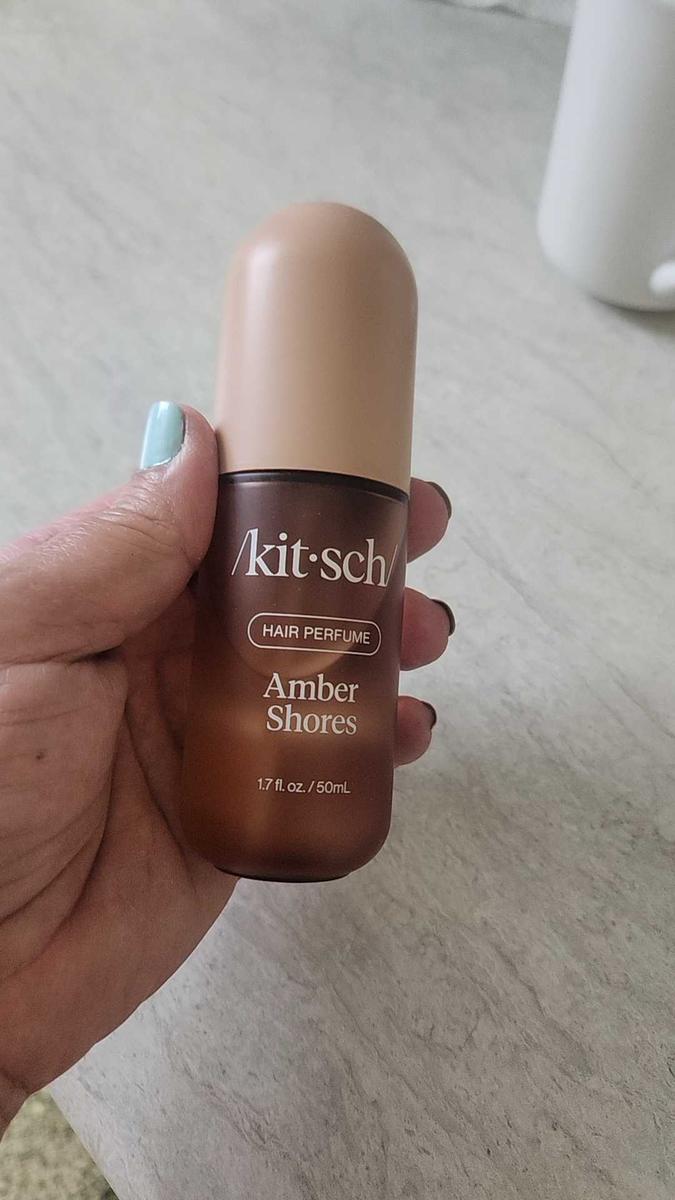 /kit·sch/
HAIR PERFUME
Amber
Shores
1.7 fl. oz. / 50mL